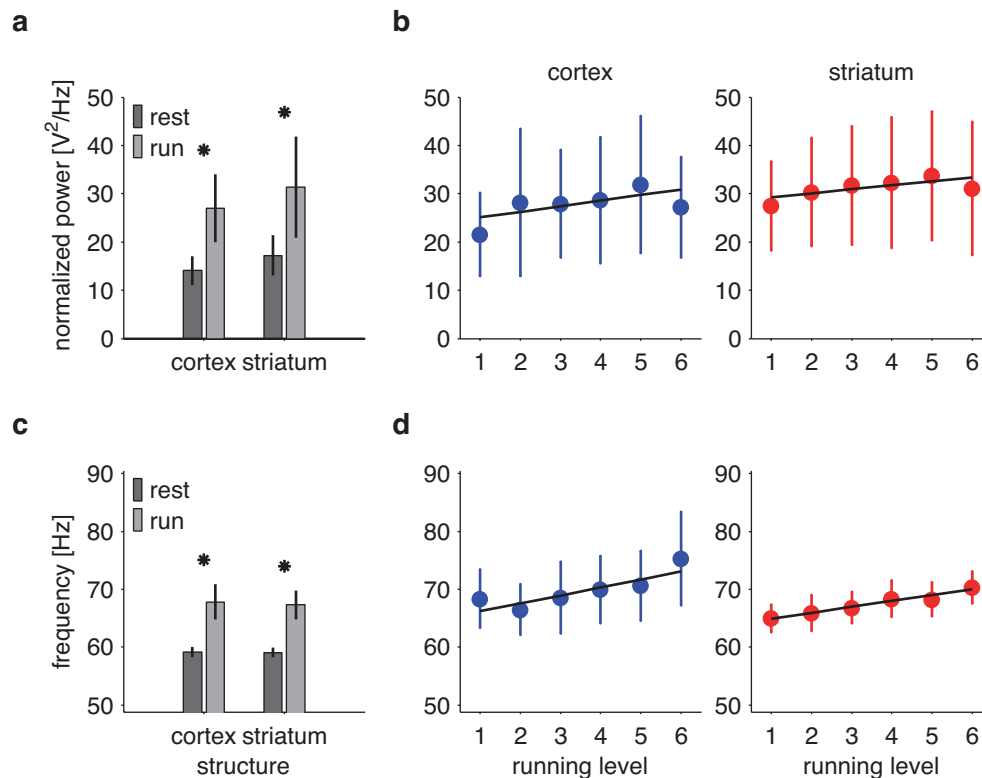 a
normalized power [V²/Hz]
50
40
30
20
10
0
rest
run
*
*
cortex striatum
b
cortex
50
40
30
20
10
0
1 2 3 4 5 6
striatum
50
40
30
20
10
0
1 2 3 4 5 6
c
frequency [Hz]
90
80
70
60
50
rest
run
*
*
cortex striatum
structure
d
90
80
70
60
50
1 2 3 4 5 6
running level
90
80
70
60
50
1 2 3 4 5 6
running level